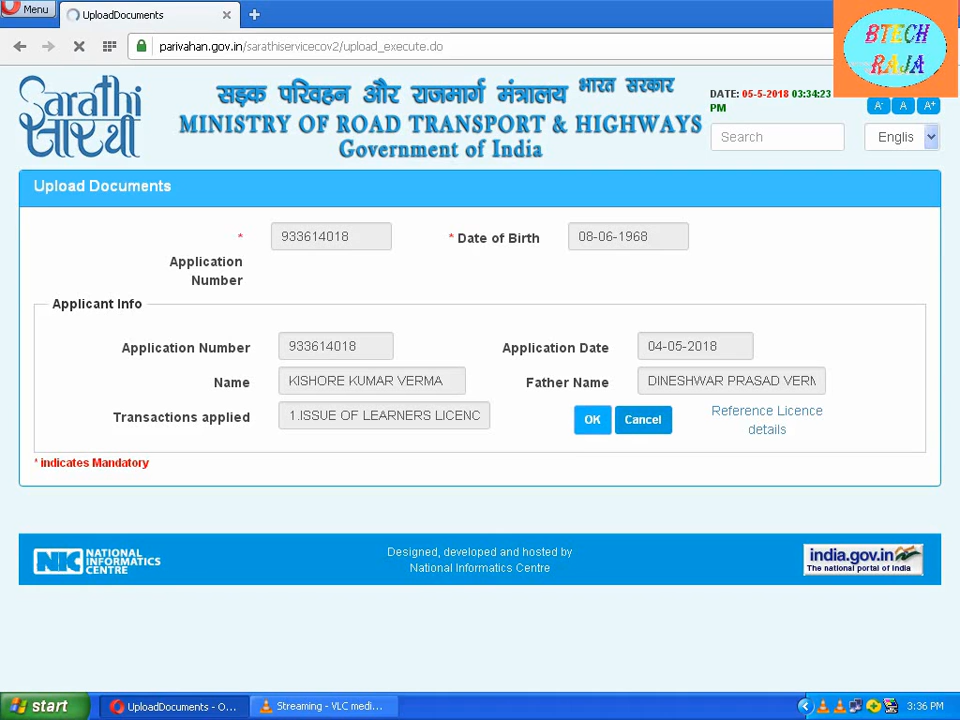 Menu
UploadDocuments
parivahan.gov.in/sarathiservicecov2/upload_execute.do
BTECH
RAJA
Sarathi
सारथी
सड़क परिवहन और राजमार्ग मंत्रालय भारत सरकार
MINISTRY OF ROAD TRANSPORT & HIGHWAYS
Government of India
DATE: 05-5-2018 03:34:23
PM
A- A A+
Search
Englis
Upload Documents
* Application Number 933614018
* Date of Birth 08-06-1968
Applicant Info
Application Number 933614018
Application Date 04-05-2018
Name KISHORE KUMAR VERMA
Father Name DINESHWAR PRASAD VERM
Transactions applied 1.ISSUE OF LEARNERS LICENC
OK
Cancel
Reference Licence
details
* indicates Mandatory
NIC NATIONAL
INFORMATICS
CENTRE
Designed, developed and hosted by
National Informatics Centre
india.gov.in
The national portal of India
start
UploadDocuments - O...
Streaming - VLC medi...
3:36 PM